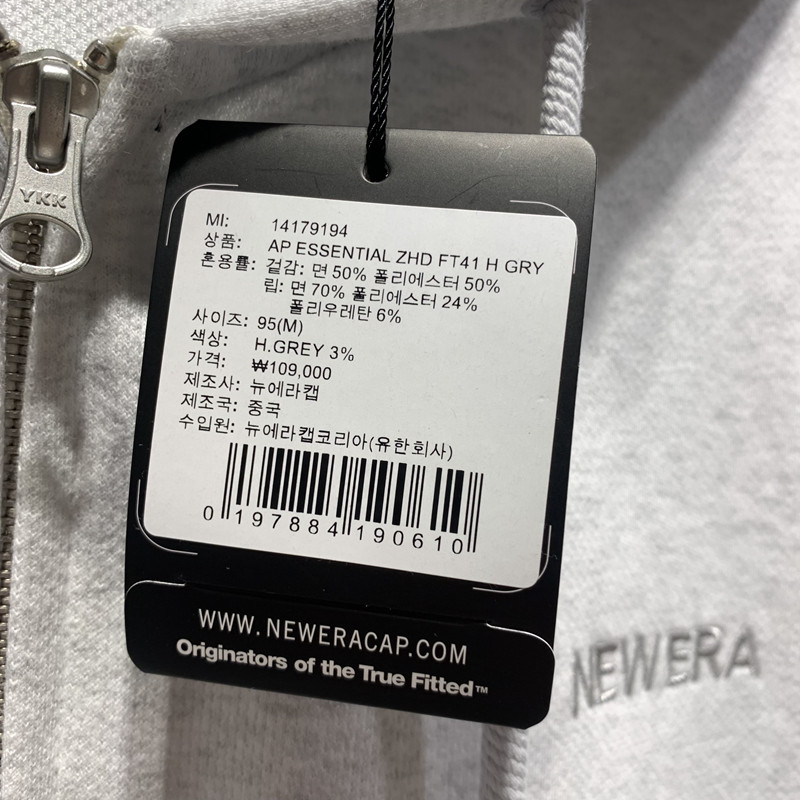 YKK
MI: 14179194
상품: AP ESSENTIAL ZHD FT41 H GRY
혼용률: 겉감: 면 50% 폴리에스터 50%
립: 면 70% 폴리에스터 24%
폴리우레탄 6%
사이즈: 95(M)
색상: H.GREY 3%
가격: ₩109,000
제조사: 뉴에라캡
제조국: 중국
수입원: 뉴에라캡코리아(유한회사)
0 197884 190610
WWW.NEWERACAP.COM
Originators of the True Fitted™
NEW ERA